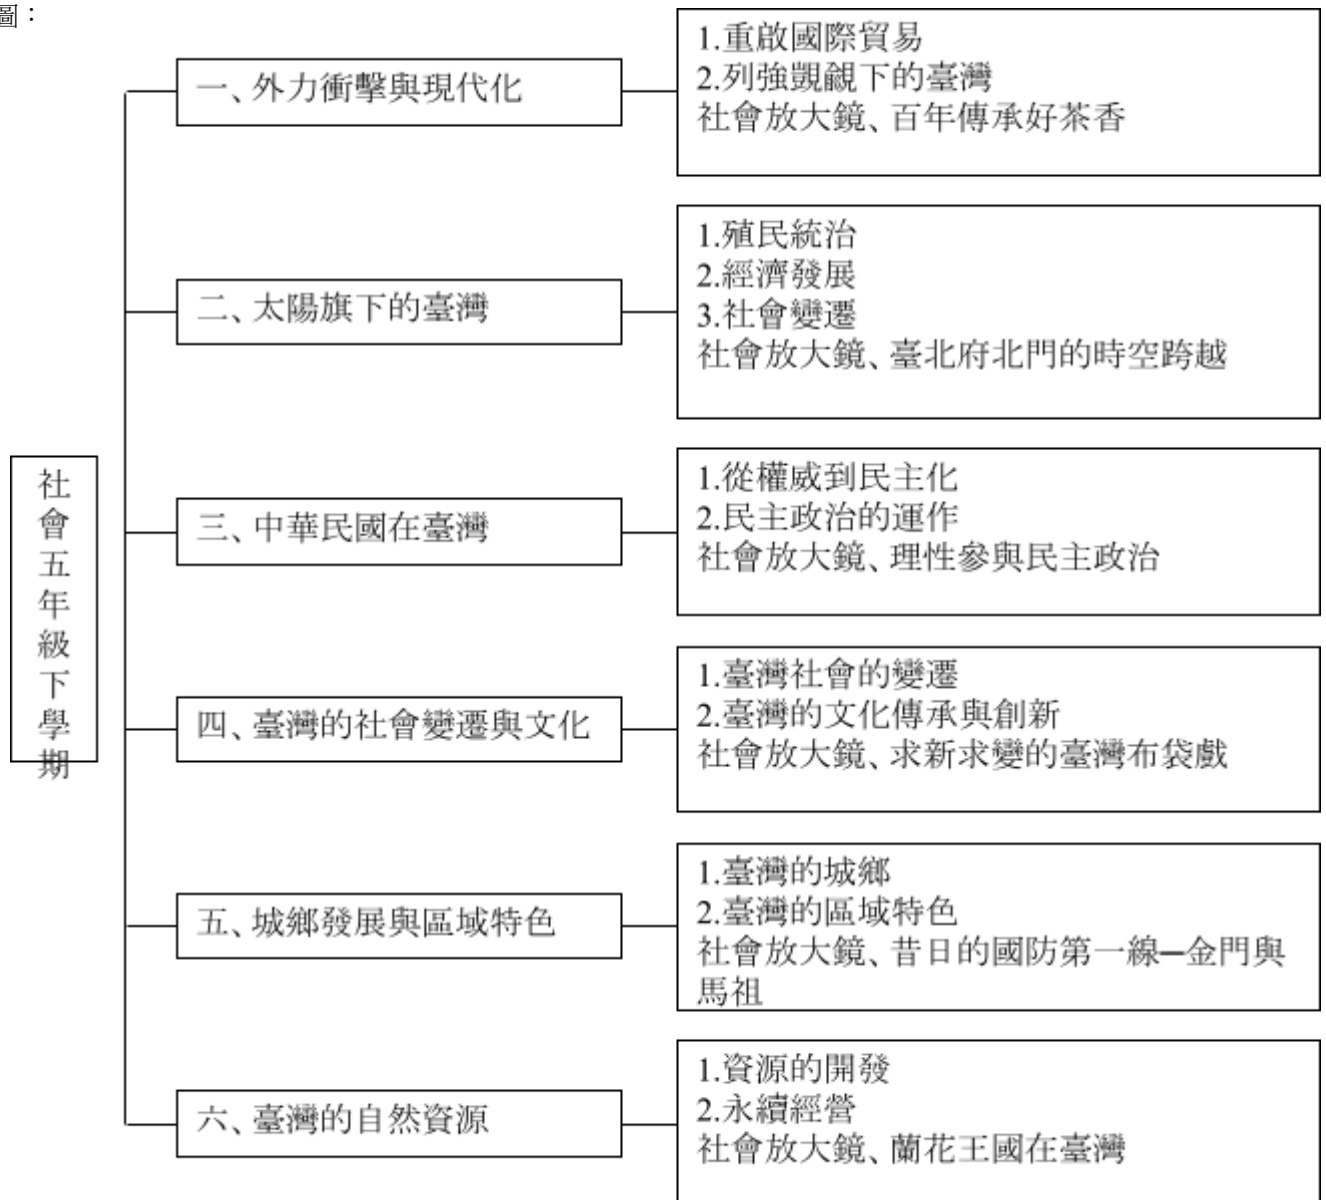 圖：
一、外力衝擊與現代化
1.重啟國際貿易
2.列強覬覦下的臺灣
社會放大鏡、百年傳承好茶香
二、太陽旗下的臺灣
1.殖民統治
2.經濟發展
3.社會變遷
社會放大鏡、臺北府北門的時空跨越
社會五年級下學期
三、中華民國在臺灣
1.從權威到民主化
2.民主政治的運作
社會放大鏡、理性參與民主政治
四、臺灣的社會變遷與文化
1.臺灣社會的變遷
2.臺灣的文化傳承與創新
社會放大鏡、求新求變的臺灣布袋戲
五、城鄉發展與區域特色
1.臺灣的城鄉
2.臺灣的區域特色
社會放大鏡、昔日的國防第一線—金門與
馬祖
六、臺灣的自然資源
1.資源的開發
2.永續經營
社會放大鏡、蘭花王國在臺灣